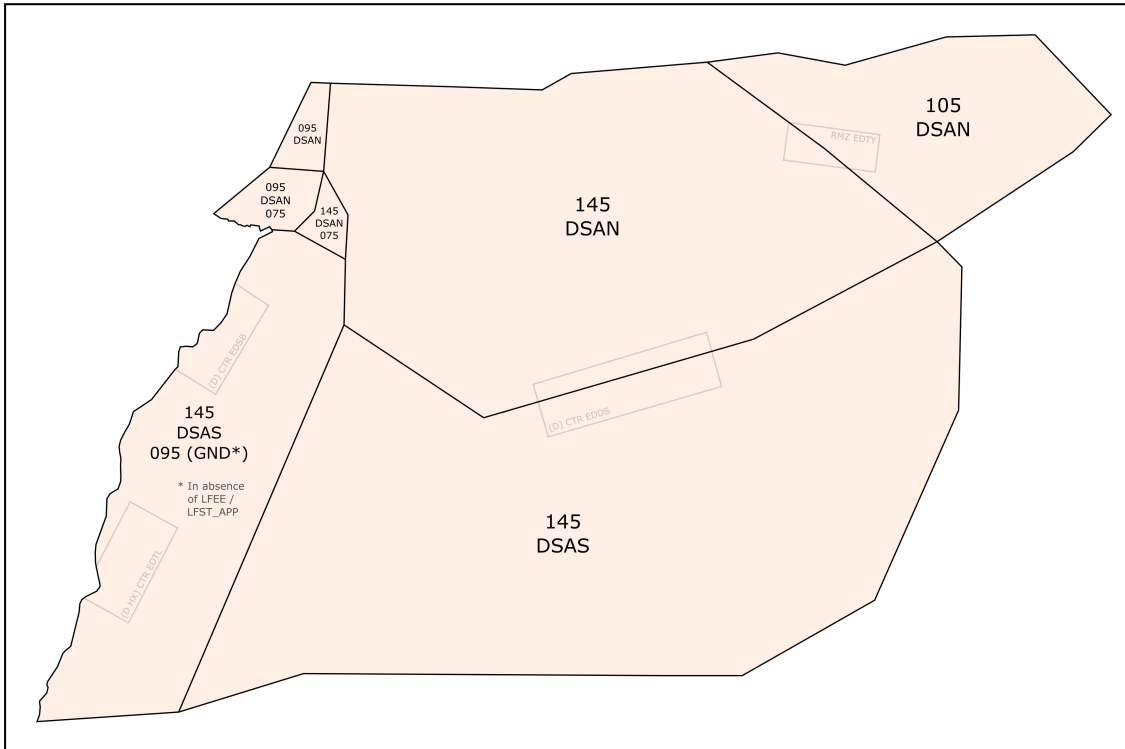 105
DSAN
RMZ EDTY
095
DSAN
095
DSAN
075
145
DSAN
075
145
DSAN
(D) CTR EDSB
(D) CTR EDDS
145
DSAS
095 (GND*)
* In absence
of LFEE /
LFST_APP
(D HX) CTR EDTL
145
DSAS